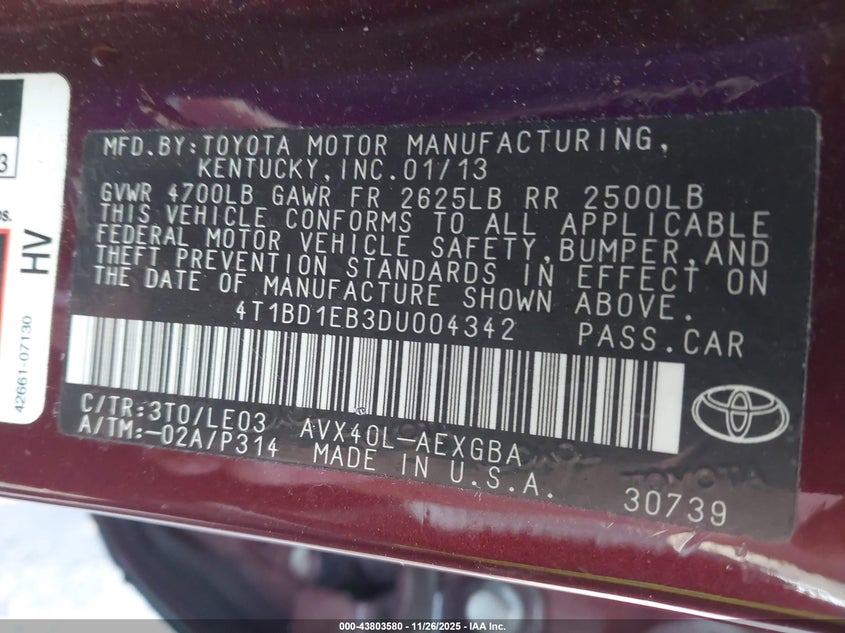 MFD.BY:TOYOTA MOTOR MANUFACTURING,
KENTUCKY,INC.01/13
GVWR 4700LB GAWR FR 2625LB RR 2500LB
THIS VEHICLE CONFORMS TO ALL APPLICABLE
FEDERAL MOTOR VEHICLE SAFETY,BUMPER,AND
THEFT PREVENTION STANDARDS IN EFFECT ON
THE DATE OF MANUFACTURE SHOWN ABOVE.
4T1BD1EB3DU004342 PASS.CAR
C/TR:3T0/LE03 AVX40L-AEXGBA
A/TM:-02A/P314 MADE IN U.S.A.
30739
TOYOTA
3
HV
42661-07130
000-43803580 - 11/26/2025 - © IAA Inc.